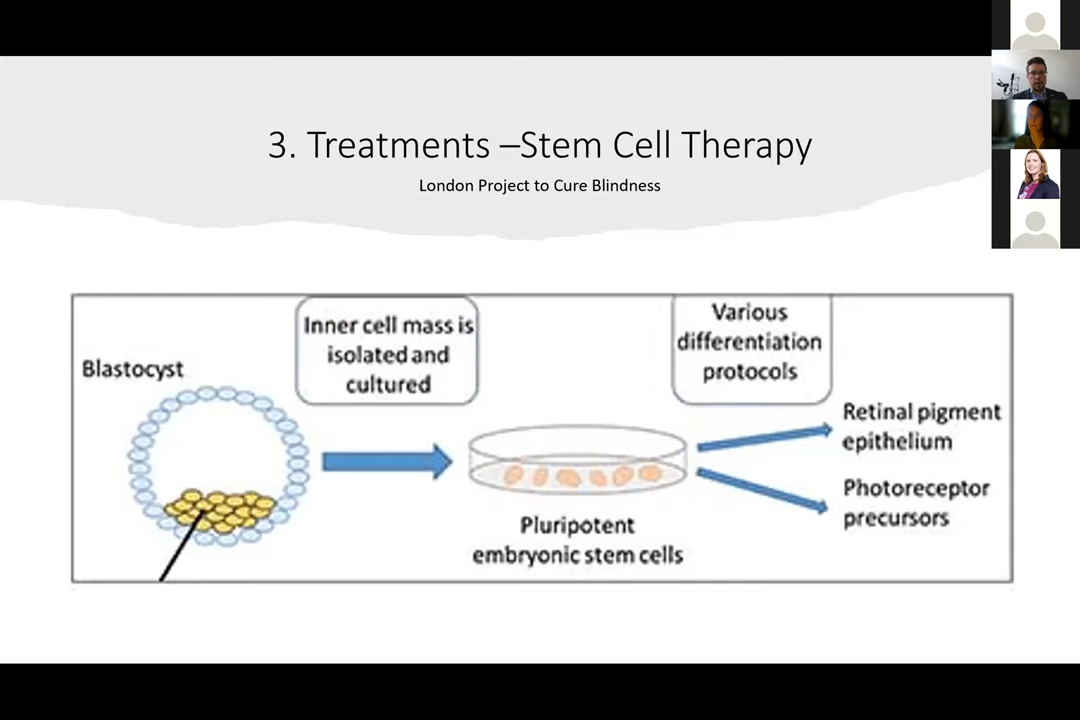 3. Treatments –Stem Cell Therapy
London Project to Cure Blindness
Blastocyst
Inner cell mass is
isolated and
cultured
Pluripotent
embryonic stem cells
Various
differentiation
protocols
Retinal pigment
epithelium
Photoreceptor
precursors